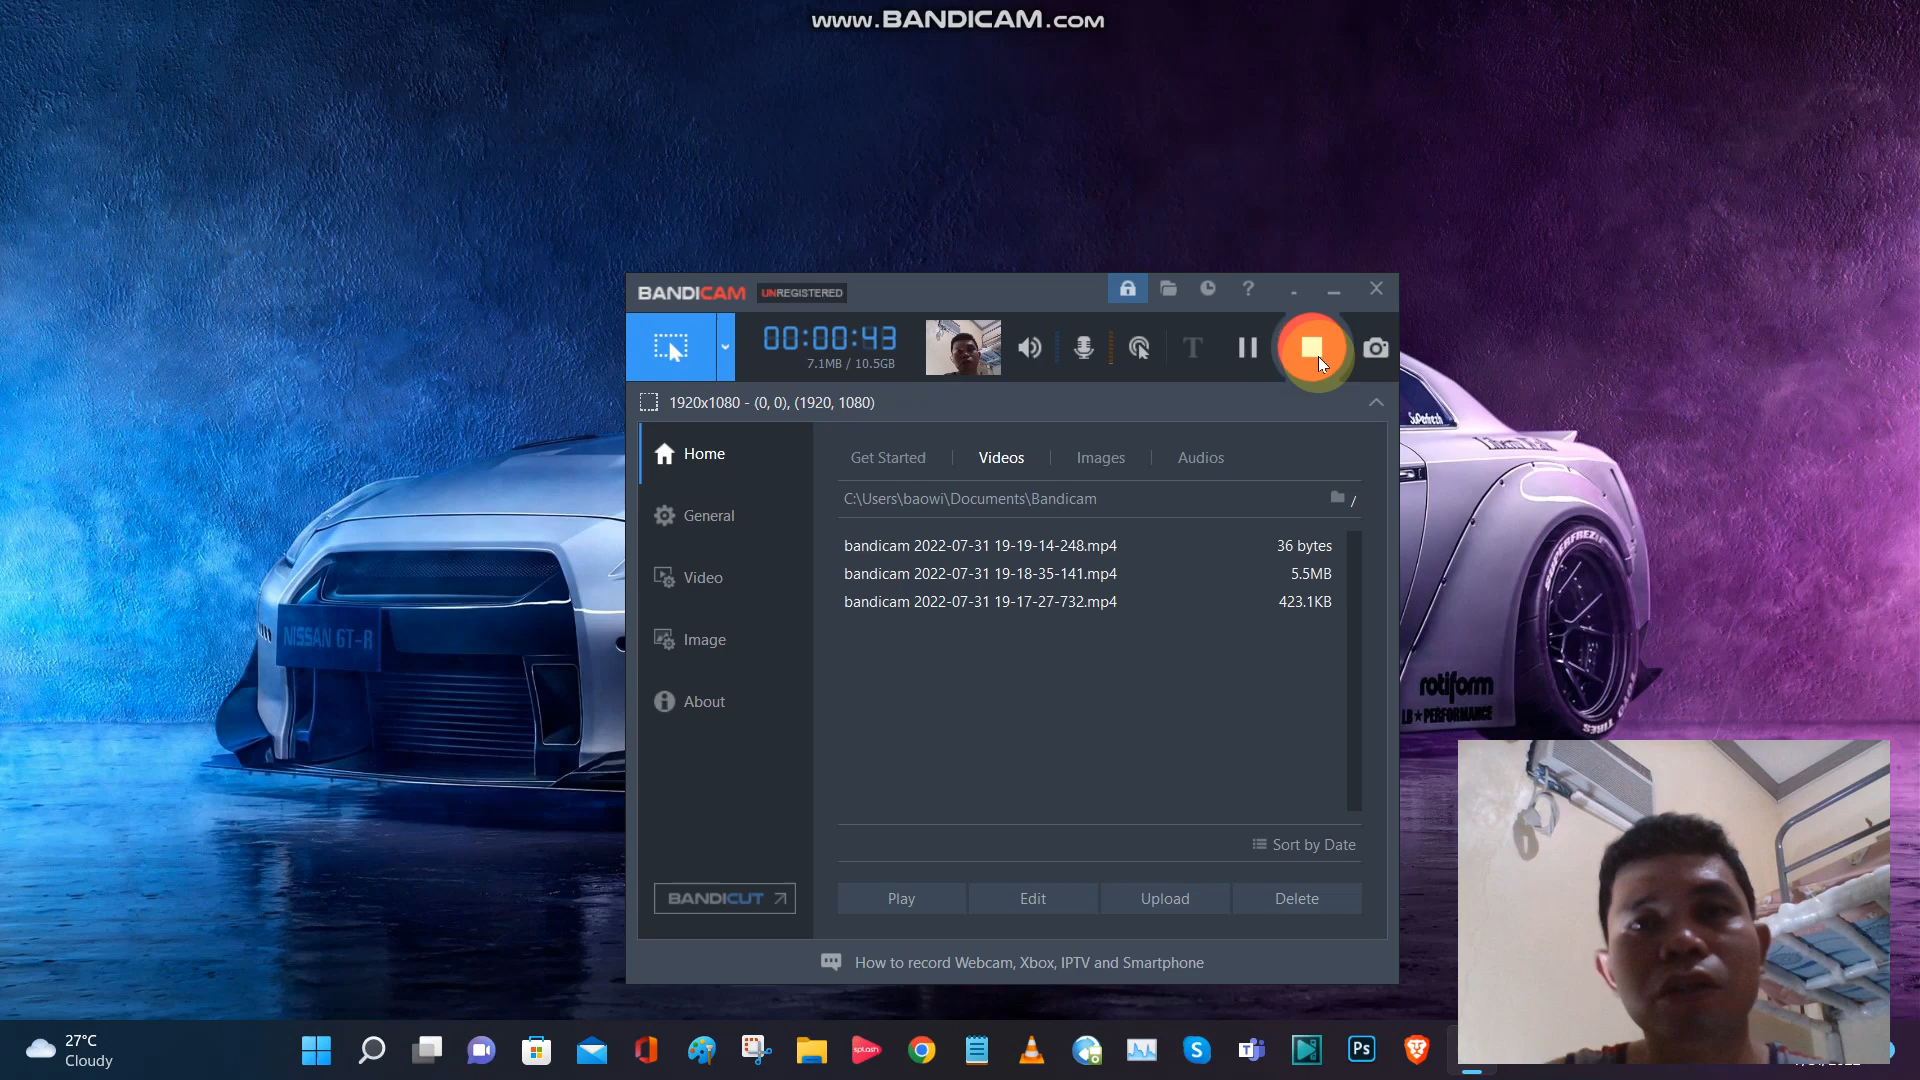 www.BANDICAM.com
BANDICAM UNREGISTERED
?
00:00:43
7.1MB / 10.5GB
T
1920x1080 - (0, 0), (1920, 1080)
Home
General
Video
Image
About
BANDICUT
Get Started
Videos
Images
Audios
C:\Users\baowi\Documents\Bandicam
/
bandicam 2022-07-31 19-19-14-248.mp4 36 bytes
bandicam 2022-07-31 19-18-35-141.mp4 5.5MB
bandicam 2022-07-31 19-17-27-732.mp4 423.1KB
Sort by Date
Play
Edit
Upload
Delete
How to record Webcam, Xbox, IPTV and Smartphone
NISSAN GT-R
rotiform
LB★PERFORMANCE
27°C
Cloudy
splash
Ps